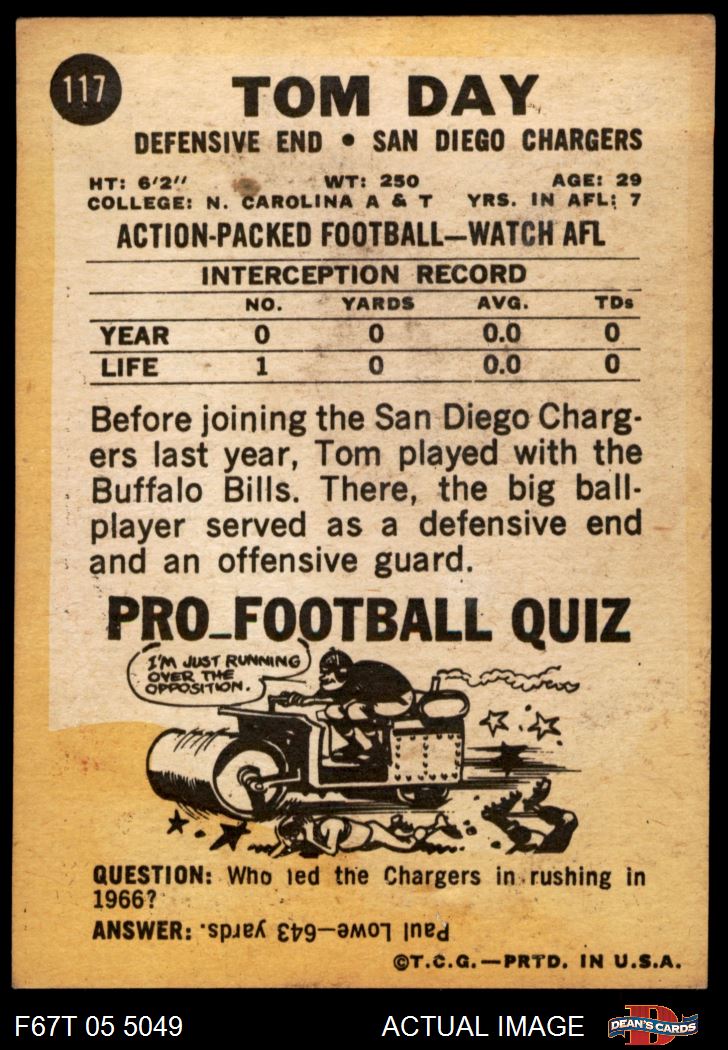 117
TOM DAY
DEFENSIVE END • SAN DIEGO CHARGERS
HT: 6'2" WT: 250 AGE: 29
COLLEGE: N. CAROLINA A & T YRS. IN AFL: 7
ACTION-PACKED FOOTBALL—WATCH AFL
INTERCEPTION RECORD
NO. YARDS AVG. TDs
YEAR 0 0 0.0 0
LIFE 1 0 0.0 0
Before joining the San Diego Charg-
ers last year, Tom played with the
Buffalo Bills. There, the big ball-
player served as a defensive end
and an offensive guard.
PRO-FOOTBALL QUIZ
I'M JUST RUNNING
OVER THE
OPPOSITION.
QUESTION: Who led the Chargers in rushing in
1966?
ANSWER: Paul Lowe—643 yards.
©T.C.G.—PRTD. IN U.S.A.
F67T 05 5049 ACTUAL IMAGE
D
DEAN'S CARDS